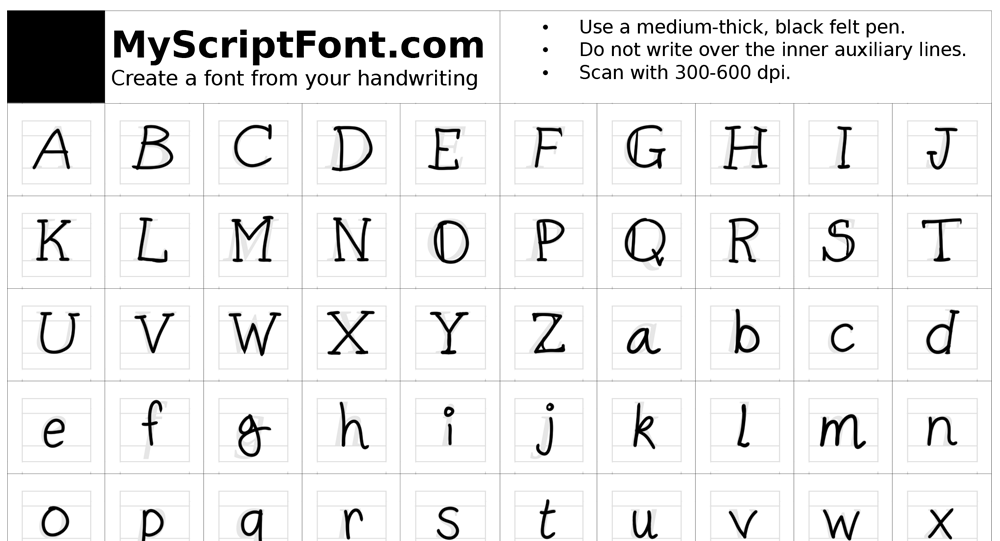 MyScriptFont.com
Create a font from your handwriting
• Use a medium-thick, black felt pen.
• Do not write over the inner auxiliary lines.
• Scan with 300-600 dpi.
A B C D E F G H I J
K L M N O P Q R S T
U V W X Y Z a b c d
e f g h i j k l m n
o p q r s t u v w x